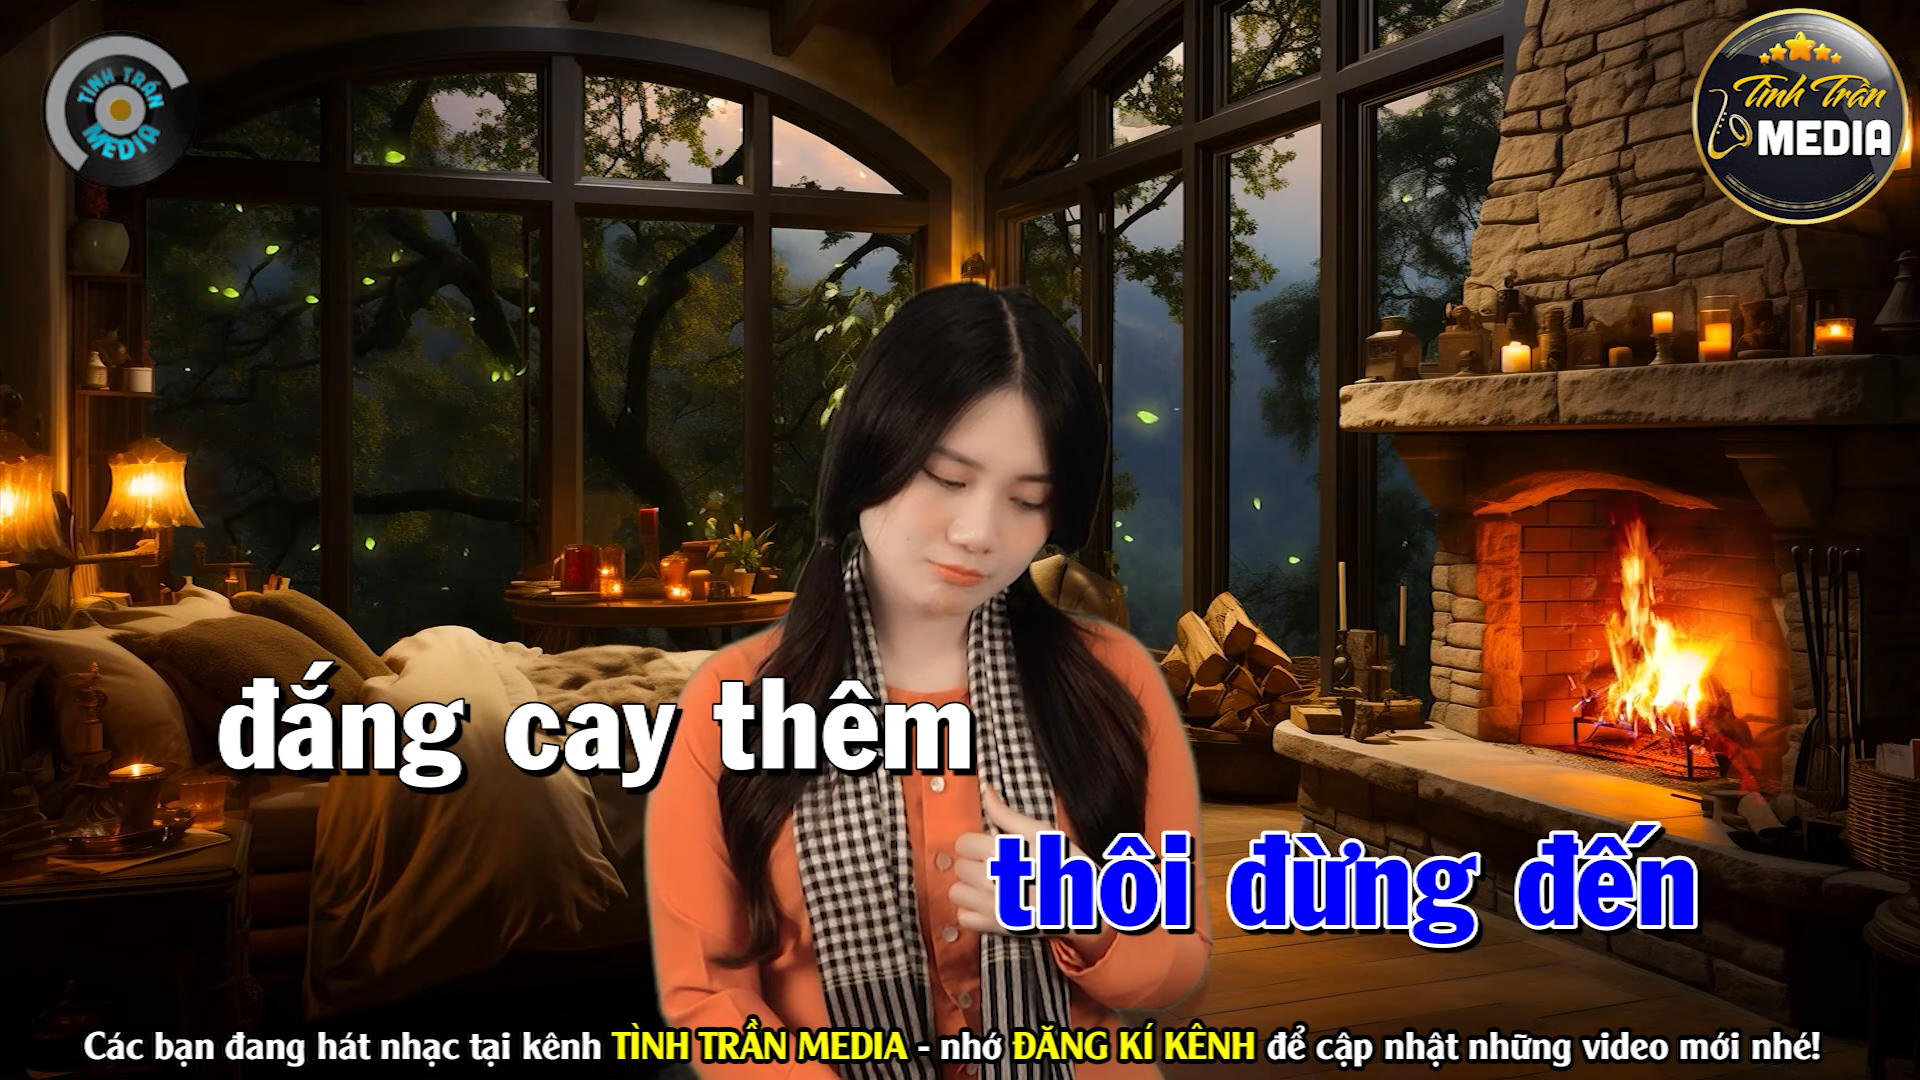 TÌNH TRẦN
MEDIA
Tình Trần
MEDIA
đắng cay thêm
thôi đừng đến
Các bạn đang hát nhạc tại kênh TÌNH TRẦN MEDIA - nhớ ĐĂNG KÍ KÊNH để cập nhật những video mới nhé!